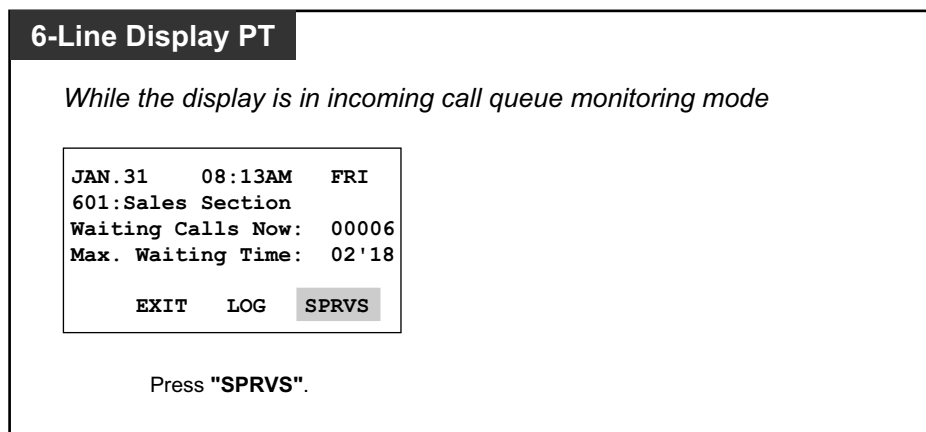 6-Line Display PT
While the display is in incoming call queue monitoring mode
JAN.31 08:13AM FRI
601:Sales Section
Waiting Calls Now: 00006
Max. Waiting Time: 02'18
EXIT LOG SPRVS
Press "SPRVS".